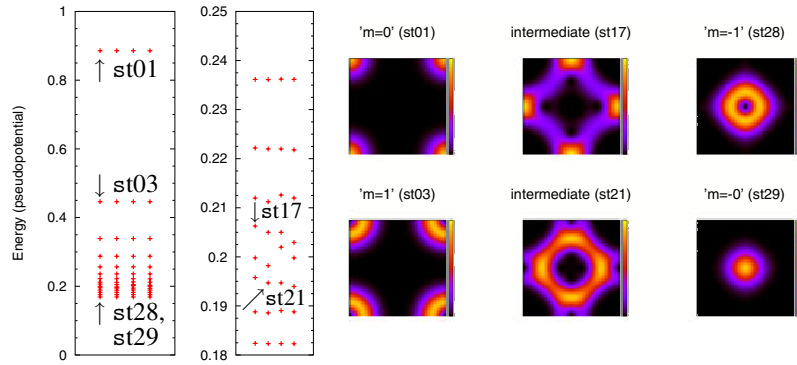 Energy (pseudopotential)
1
0.8
0.6
0.4
0.2
0
st01
st03
st28,
st29
0.25
0.24
0.23
0.22
0.21
0.20
0.19
0.18
st17
st21
'm=0' (st01)
intermediate (st17)
'm=-1' (st28)
'm=1' (st03)
intermediate (st21)
'm=-0' (st29)